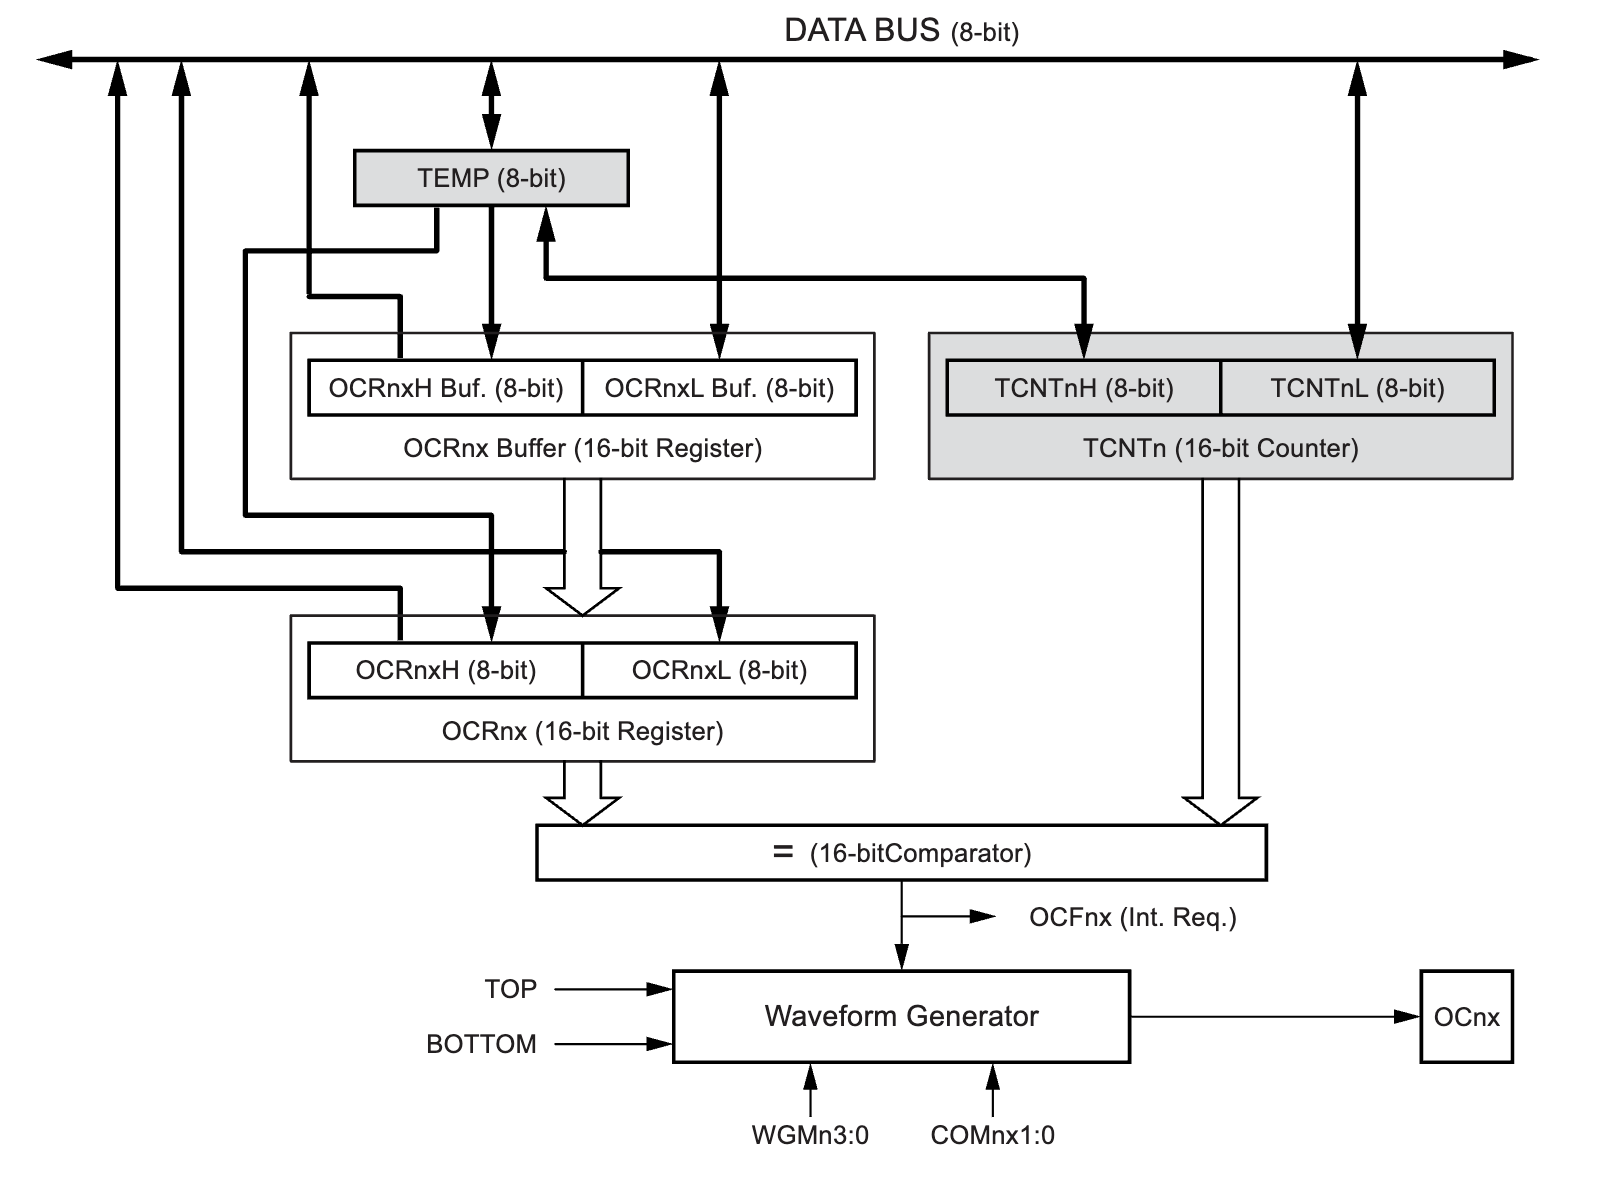 DATA BUS (8-bit)
TEMP (8-bit)
OCRnxH Buf. (8-bit)
OCRnxL Buf. (8-bit)
TCNTnH (8-bit)
TCNTnL (8-bit)
OCRnx Buffer (16-bit Register)
TCNTn (16-bit Counter)
OCRnxH (8-bit)
OCRnxL (8-bit)
OCRnx (16-bit Register)
= (16-bitComparator)
OCFnx (Int. Req.)
TOP
BOTTOM
Waveform Generator
OCnx
WGMn3:0
COMnx1:0